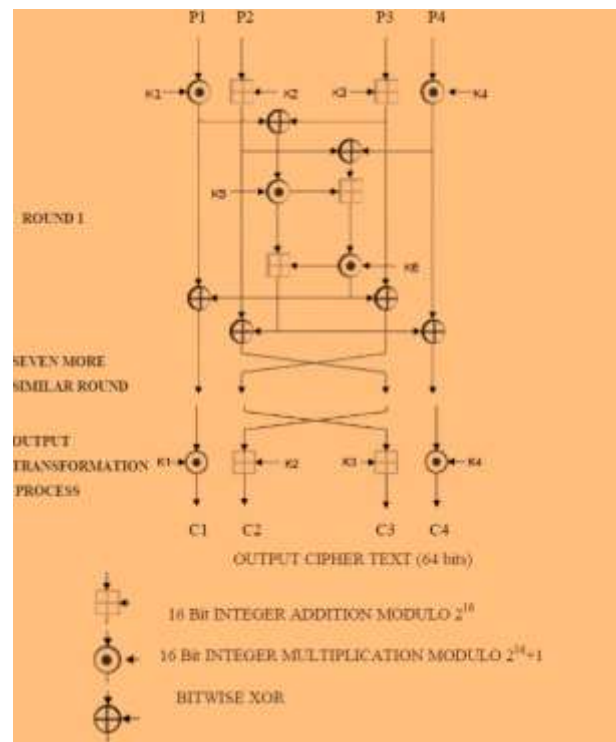 P1 P2 P3 P4
K1 K2 K3 K4
K5
ROUND 1
K6
SEVEN MORE
SIMILAR ROUND
OUTPUT
TRANSFORMATION
PROCESS
K1 K2 K3 K4
C1 C2 C3 C4
OUTPUT CIPHER TEXT (64 bits)
16 Bit INTEGER ADDITION MODULO 2^16
16 Bit INTEGER MULTIPLICATION MODULO 2^16+1
BITWISE XOR